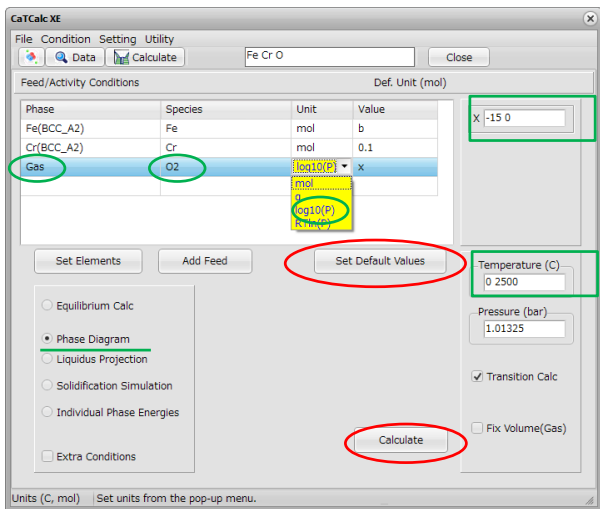 CaTCalc XE
File Condition Setting Utility
Data Calculate Fe Cr O Close
Feed/Activity Conditions Def. Unit (mol)
Phase Species Unit Value
Fe(BCC_A2) Fe mol b
Cr(BCC_A2) Cr mol 0.1
Gas O2 log10(P) x
mol
g
log10(P)
RTln(P)
X -15 0
Set Elements Add Feed Set Default Values
Temperature (C)
0 2500
Pressure (bar)
1.01325
Equilibrium Calc
Phase Diagram
Liquidus Projection
Solidification Simulation
Individual Phase Energies
Extra Conditions
Transition Calc
Fix Volume(Gas)
Calculate
Units (C, mol) Set units from the pop-up menu.